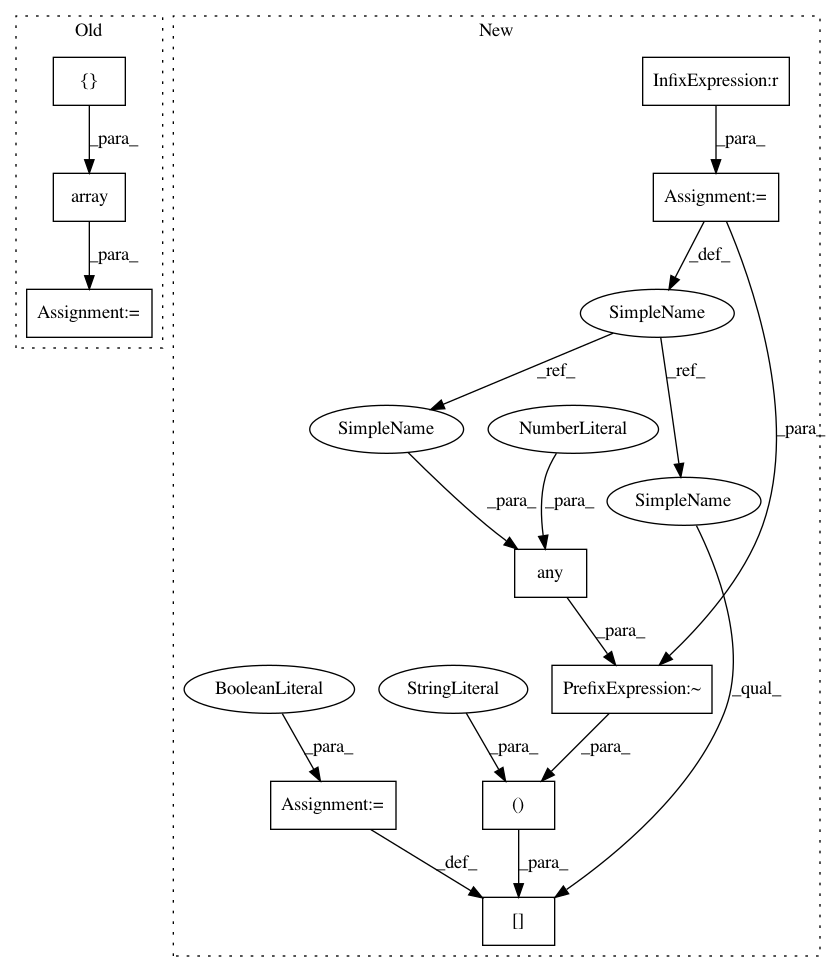 Old
New
{}
InfixExpression:r
_para_
_para_
array
Assignment:=
_para_
_def_
Assignment:=
SimpleName
_ref_
_ref_
SimpleName
NumberLiteral
_para_
SimpleName
_para_
_para_
any
_para_
BooleanLiteral
StringLiteral
PrefixExpression:~
_qual_
_para_
_para_
_para_
Assignment:=
()
_def_
_para_
[]